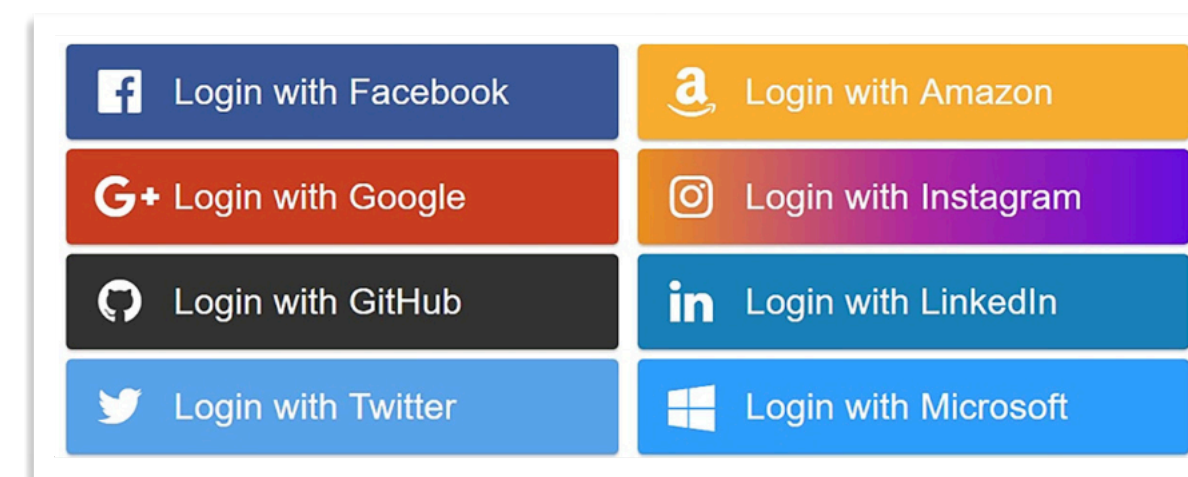 Login with Facebook
Login with Amazon
G+ Login with Google
Login with Instagram
Login with GitHub
in Login with LinkedIn
Login with Twitter
Login with Microsoft